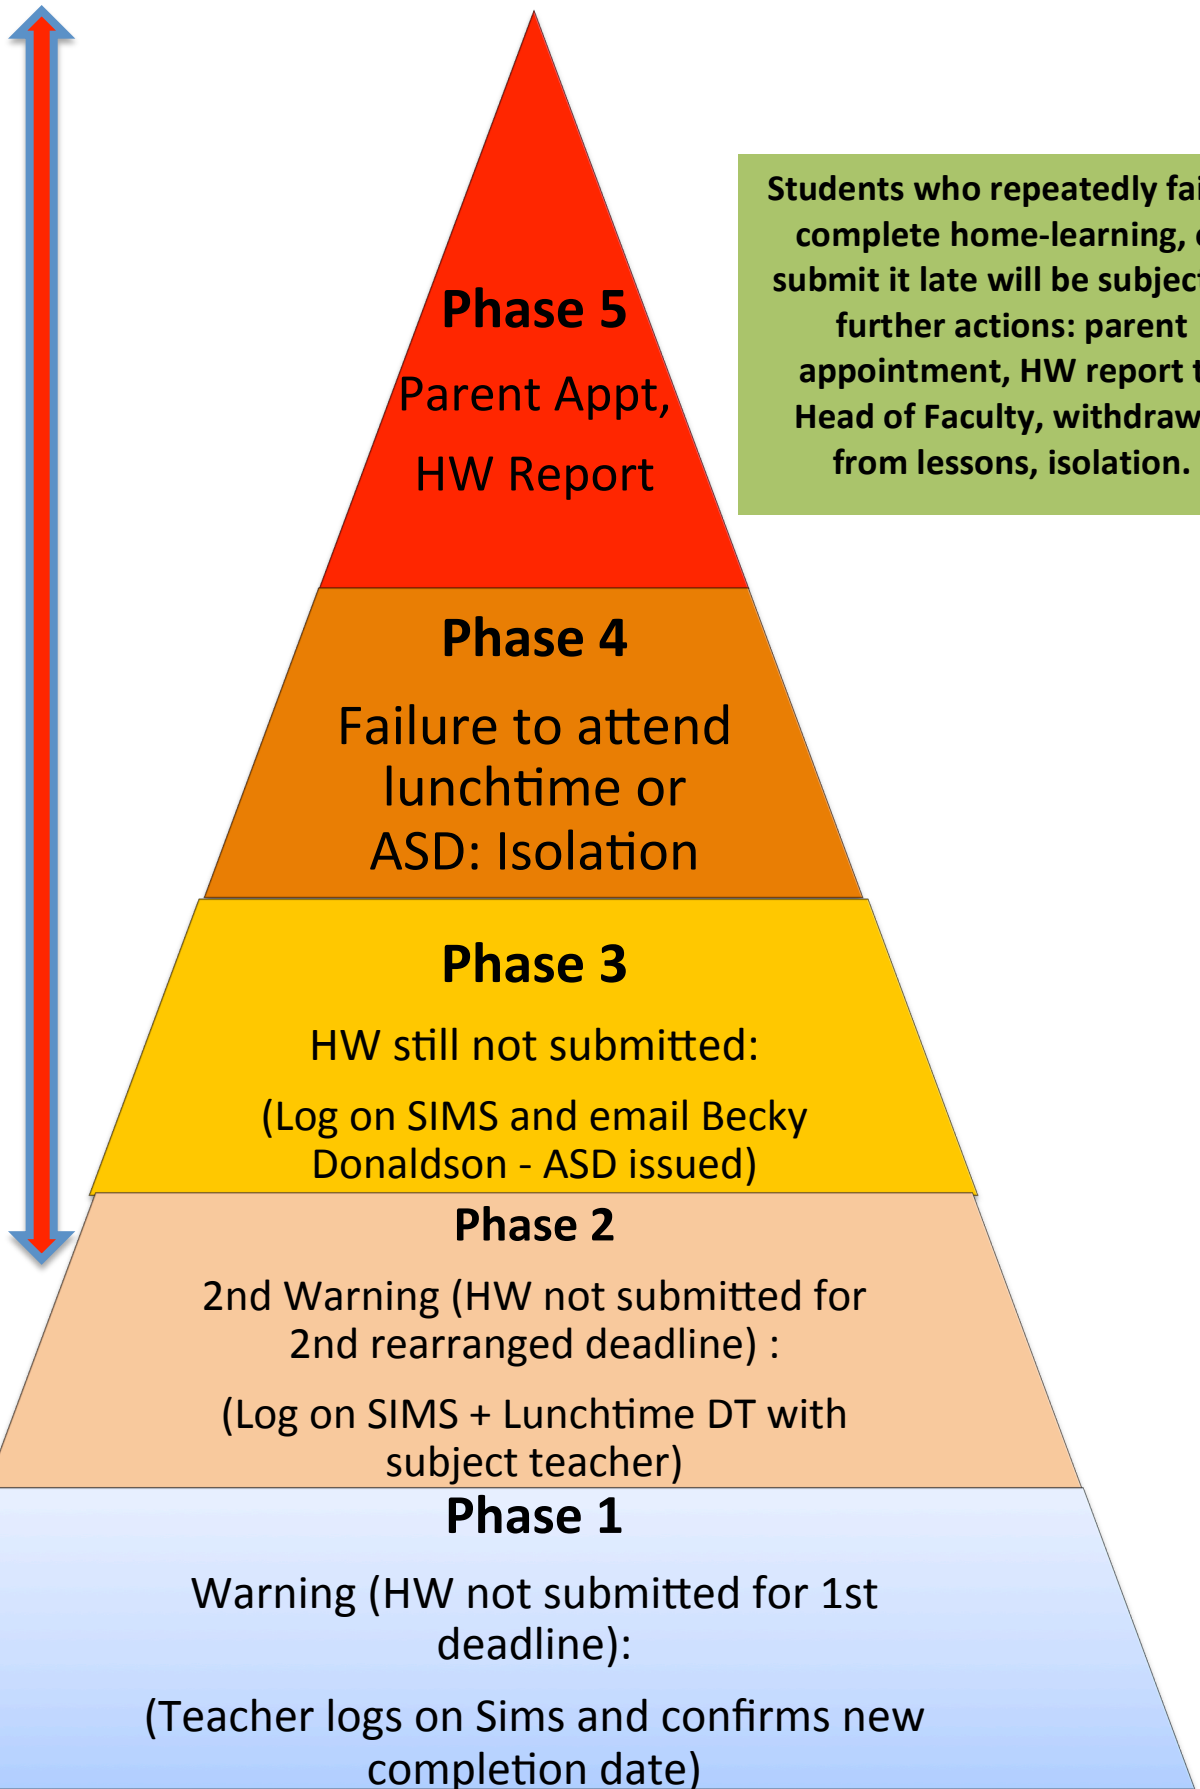 Phase 5
Parent Appt,
HW Report
Students who repeatedly
complete home-learning,
submit it late will be
further actions: parent
appointment, HW report
Head of Faculty,
from lessons, isolation.
Phase 4
Failure to attend
lunchtime or
ASD: Isolation
Phase 3
HW still not submitted:
(Log on SIMS and email Becky
Donaldson - ASD issued)
Phase 2
2nd Warning (HW not submitted for
2nd rearranged deadline) :
(Log on SIMS + Lunchtime DT with
subject teacher)
Phase 1
Warning (HW not submitted for 1st
deadline):
(Teacher logs on Sims and confirms new
completion date)